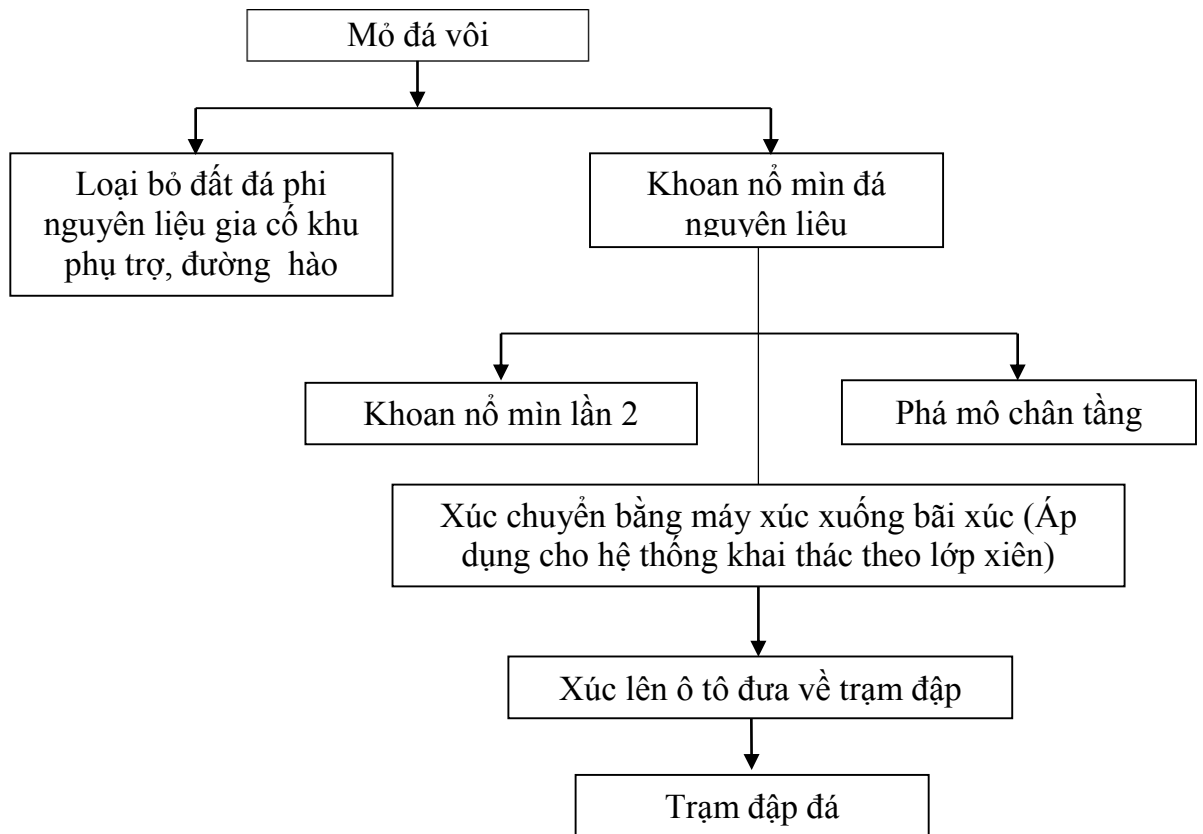 Mỏ đá vôi
Loại bỏ đất đá phi
nguyên liệu gia cố khu
phụ trợ, đường hào
Khoan nổ mìn đá
nguyên liệu
Khoan nổ mìn lần 2
Phá mô chân tầng
Xúc chuyển bằng máy xúc xuống bãi xúc (Áp
dụng cho hệ thống khai thác theo lớp xiên)
Xúc lên ô tô đưa về trạm đập
Trạm đập đá